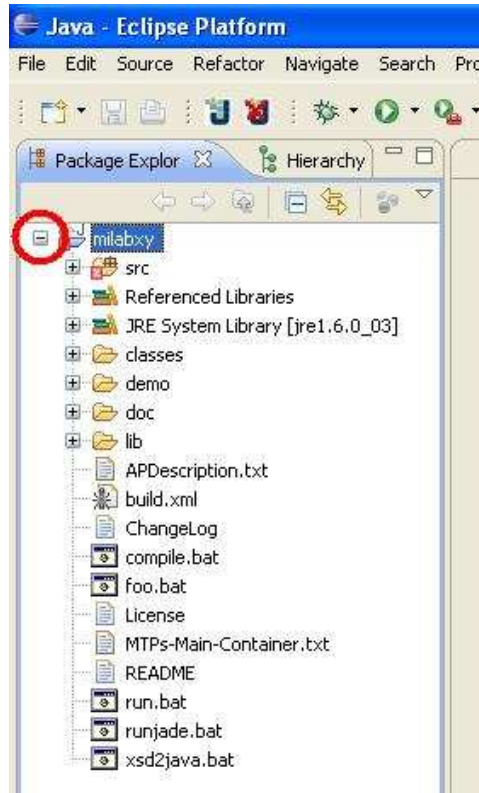 Java - Eclipse Platform
File Edit Source Refactor Navigate Search Pro
Package Explor Hierarchy
milabxy
src
Referenced Libraries
JRE System Library [jre1.6.0_03]
classes
demo
doc
lib
APDescription.txt
build.xml
ChangeLog
compile.bat
foo.bat
License
MTPs-Main-Container.txt
README
run.bat
runjade.bat
xsd2java.bat